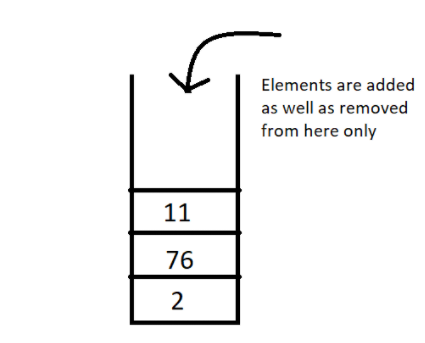 Elements are added
as well as removed
from here only
11
76
2